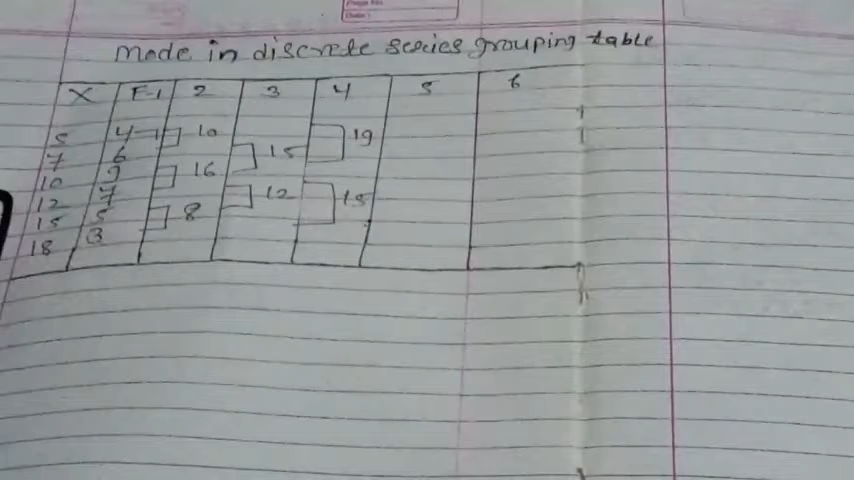 Mode in discrete series grouping table
X F-1 2 3 4 5 6
5 4 10 19
7 6 15
10 9 16
12 7 12 15
15 5 8
18 3